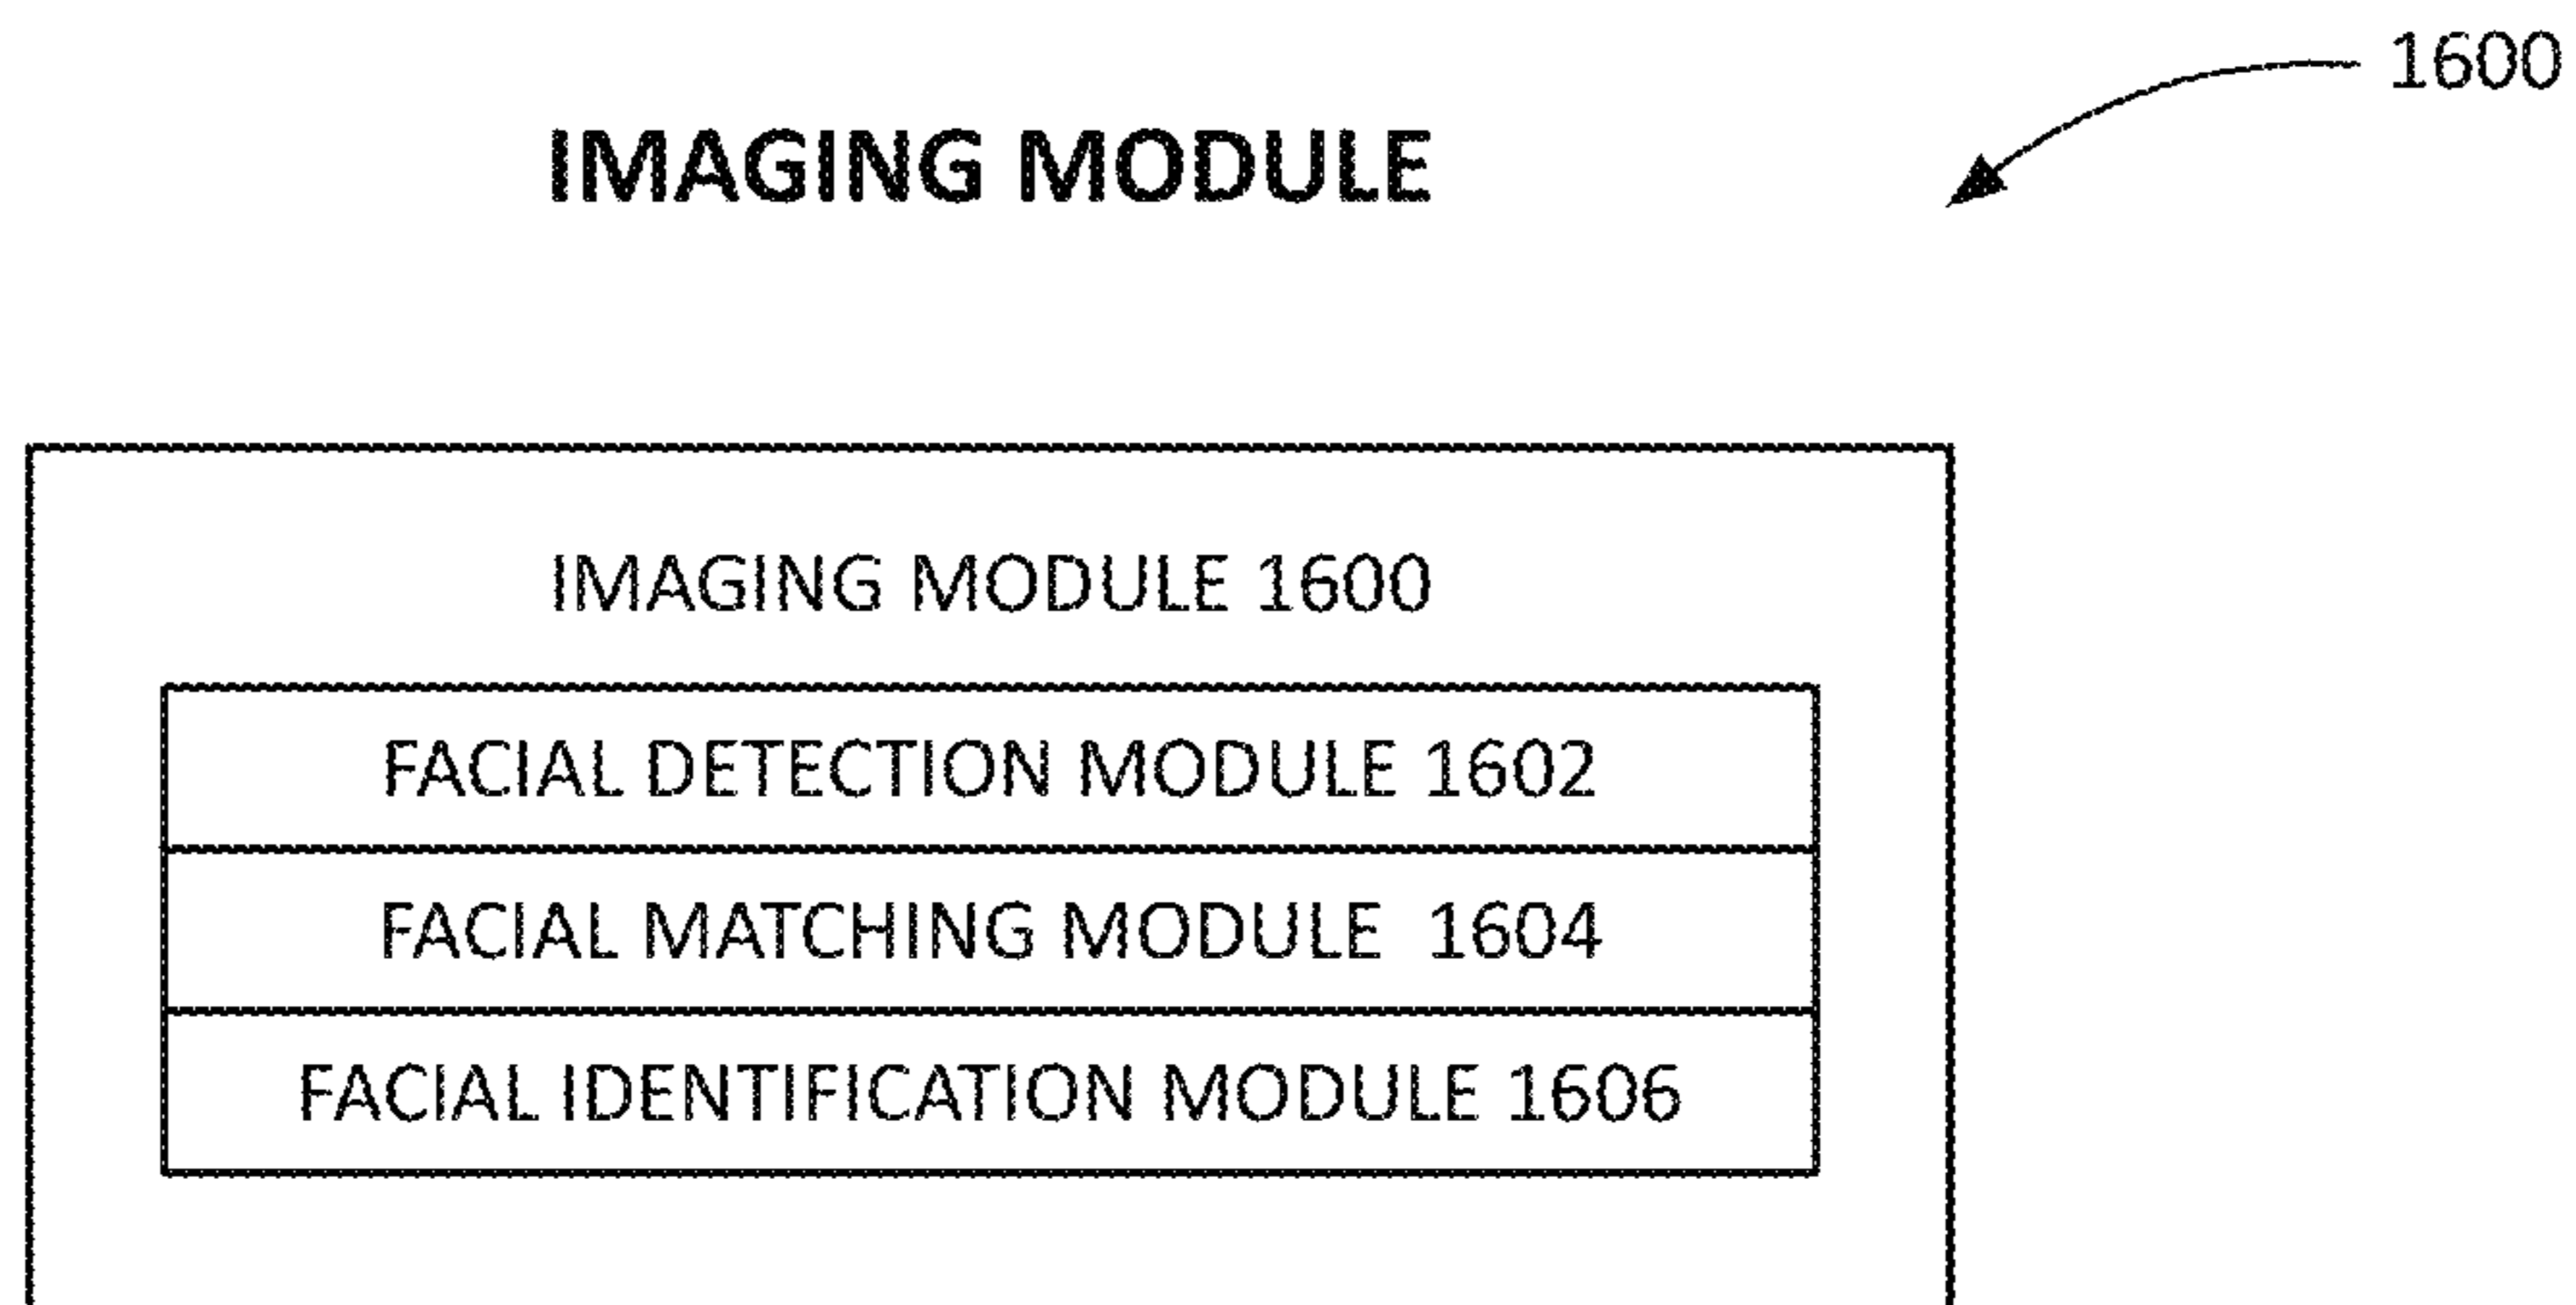 1600
IMAGING MODULE
IMAGING MODULE 1600
FACIAL DETECTION MODULE 1602
FACIAL MATCHING MODULE 1604
FACIAL IDENTIFICATION MODULE 1606